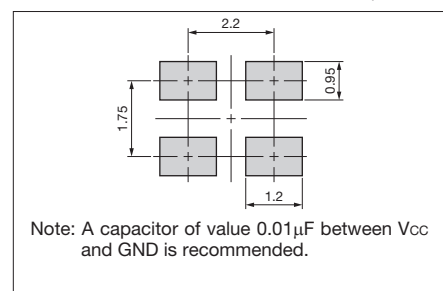 2.2
0.95
1.75
1.2
Note: A capacitor of value 0.01μF between Vcc
and GND is recommended.